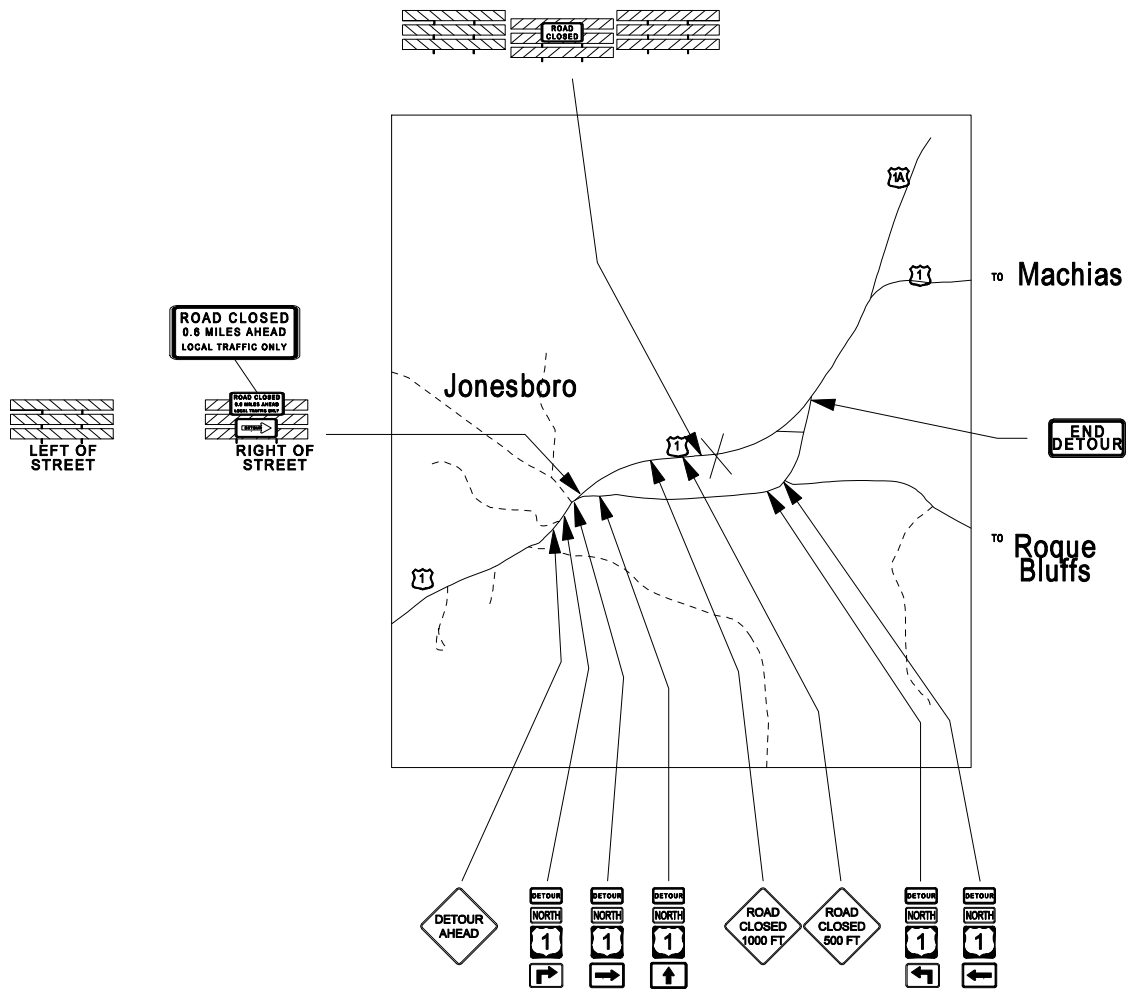 ROAD
CLOSED
1A
1
TO Machias
ROAD CLOSED
0.6 MILES AHEAD
LOCAL TRAFFIC ONLY
Jonesboro
ROAD CLOSED
0.6 MILES AHEAD
LOCAL TRAFFIC ONLY
DETOUR
LEFT OF
STREET
RIGHT OF
STREET
1
END
DETOUR
TO Roque
Bluffs
1
DETOUR
AHEAD
DETOUR
NORTH
1
DETOUR
NORTH
1
DETOUR
NORTH
1
ROAD
CLOSED
1000 FT
ROAD
CLOSED
500 FT
DETOUR
NORTH
1
DETOUR
NORTH
1